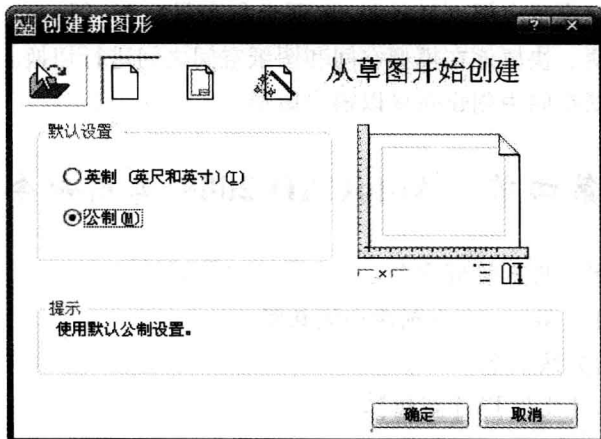 创建新图形
从草图开始创建
默认设置
英制 (英尺和英寸)(I)
公制(M)
提示
使用默认公制设置。
确定
取消